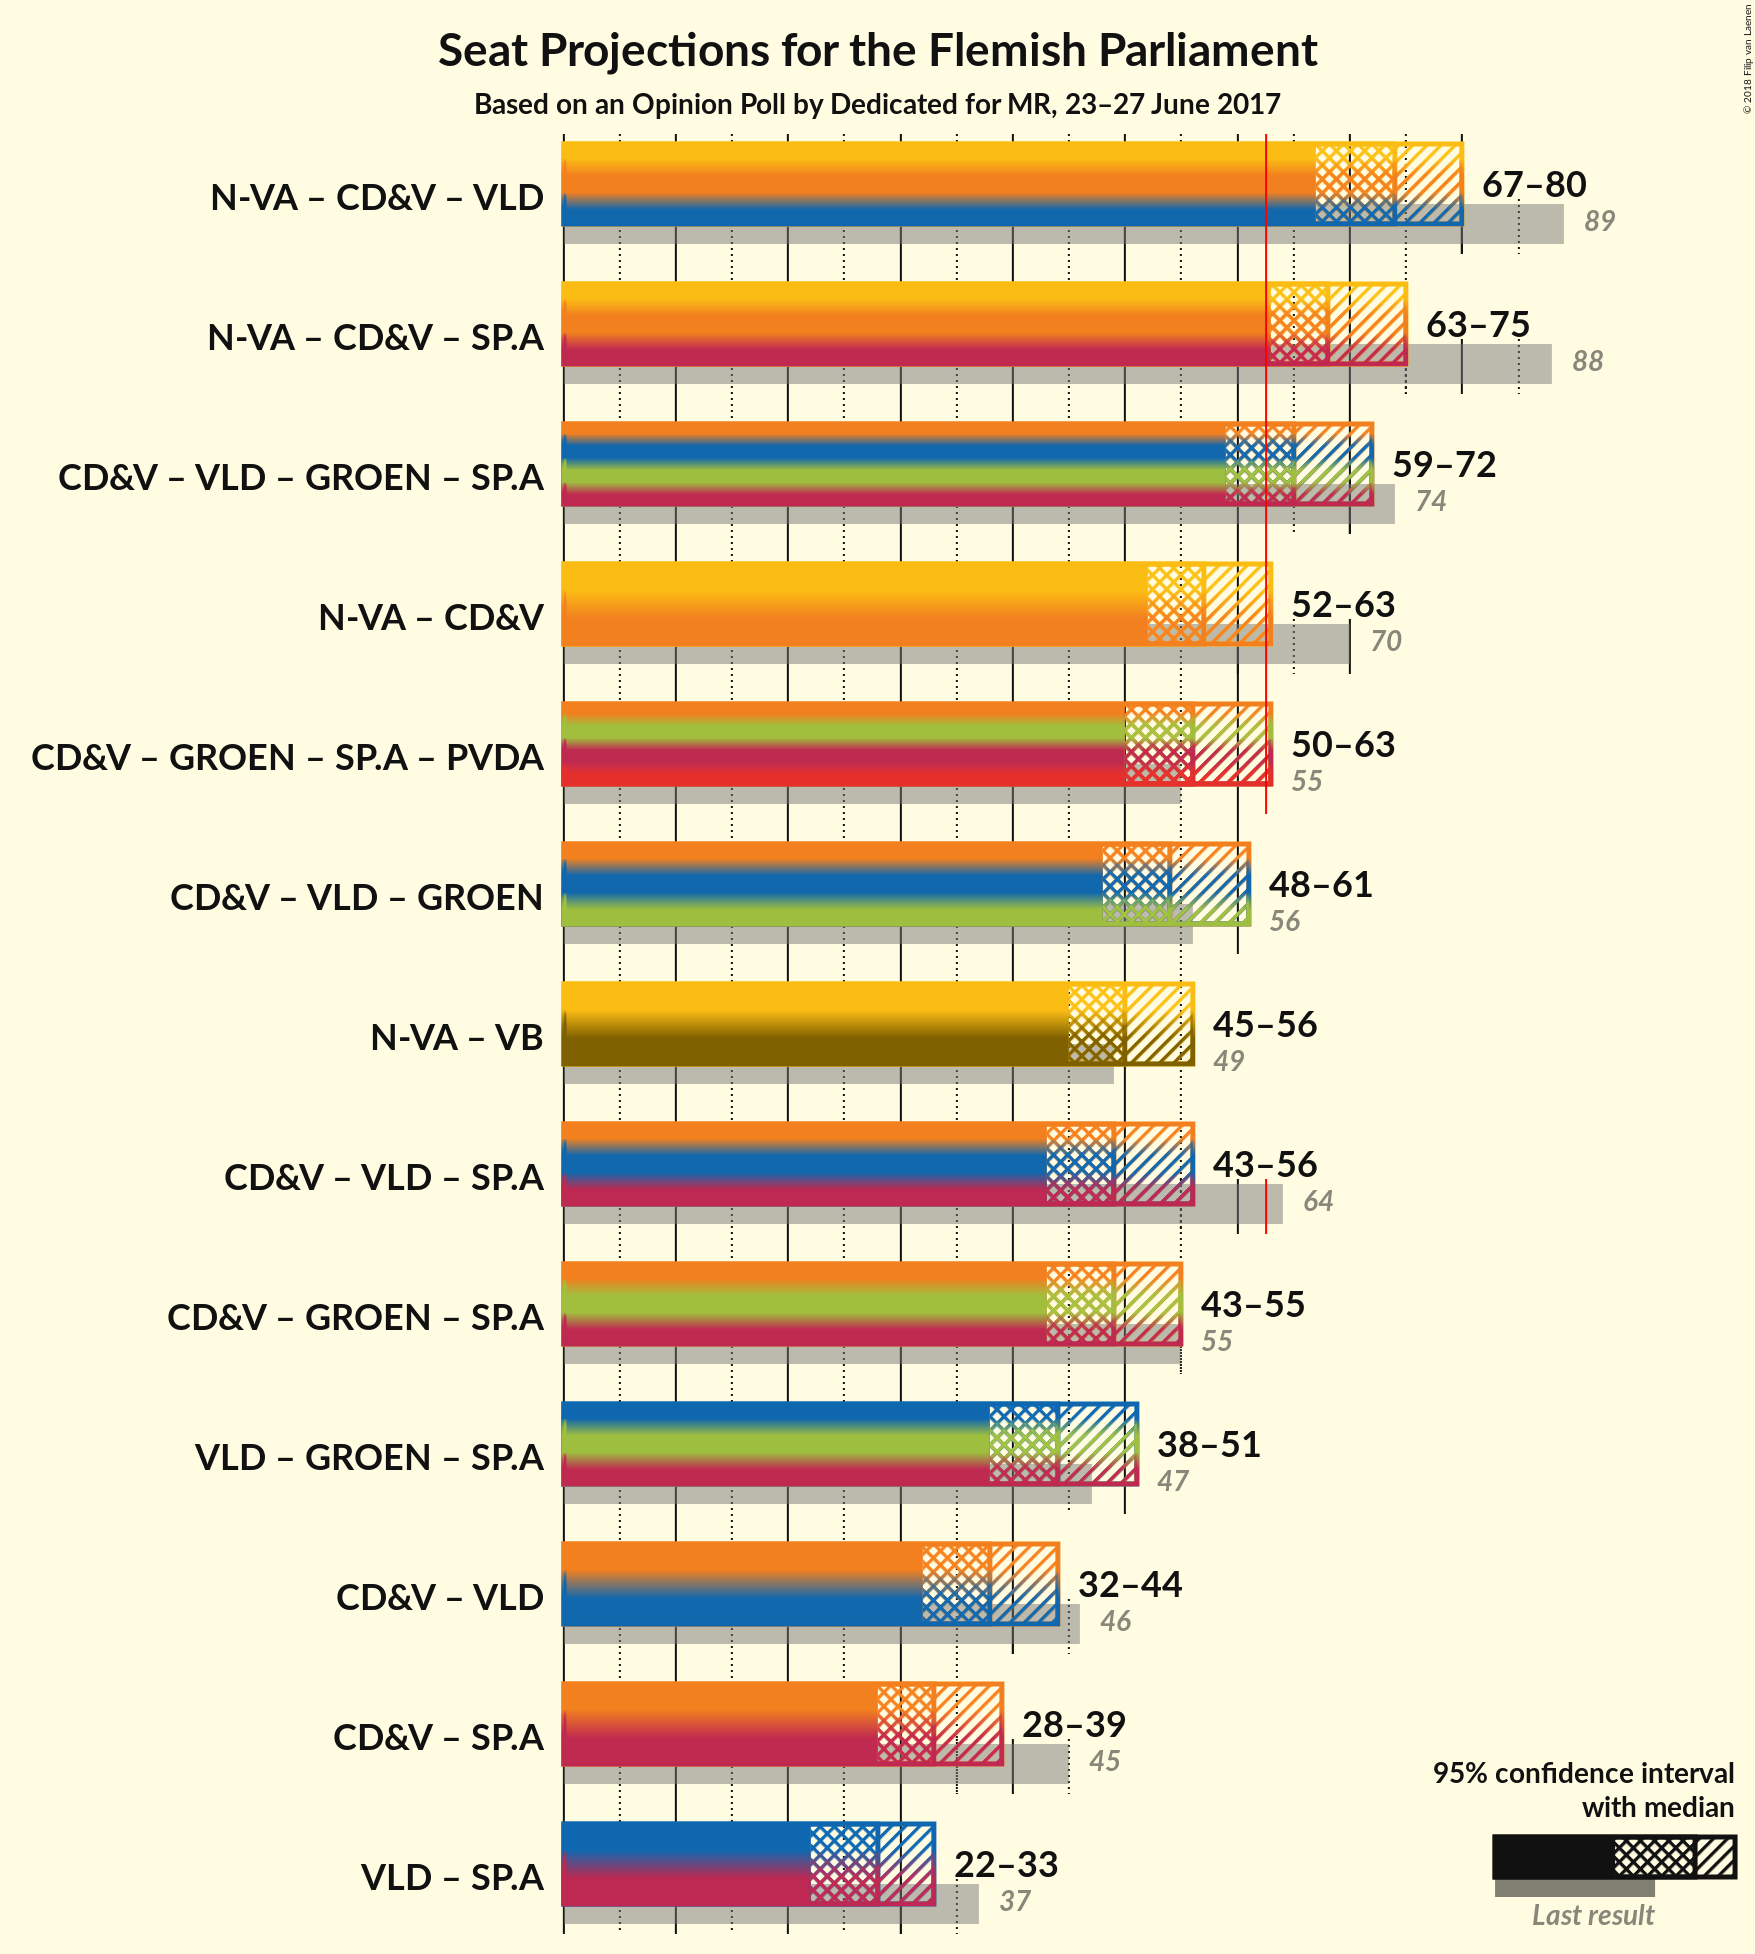 Seat Projections for the Flemish Parliament
Based on an Opinion Poll by Dedicated for MR, 23–27 June 2017
© 2018 Filip van Laenen
N-VA – CD&V – VLD
67–80
89
N-VA – CD&V – SP.A
63–75
88
CD&V – VLD – GROEN – SP.A
59–72
74
N-VA – CD&V
52–63
70
CD&V – GROEN – SP.A – PVDA
50–63
55
CD&V – VLD – GROEN
48–61
56
N-VA – VB
45–56
49
CD&V – VLD – SP.A
43–56
64
CD&V – GROEN – SP.A
43–55
55
VLD – GROEN – SP.A
38–51
47
CD&V – VLD
32–44
46
CD&V – SP.A
28–39
45
VLD – SP.A
22–33
37
95% confidence interval
with median
Last result